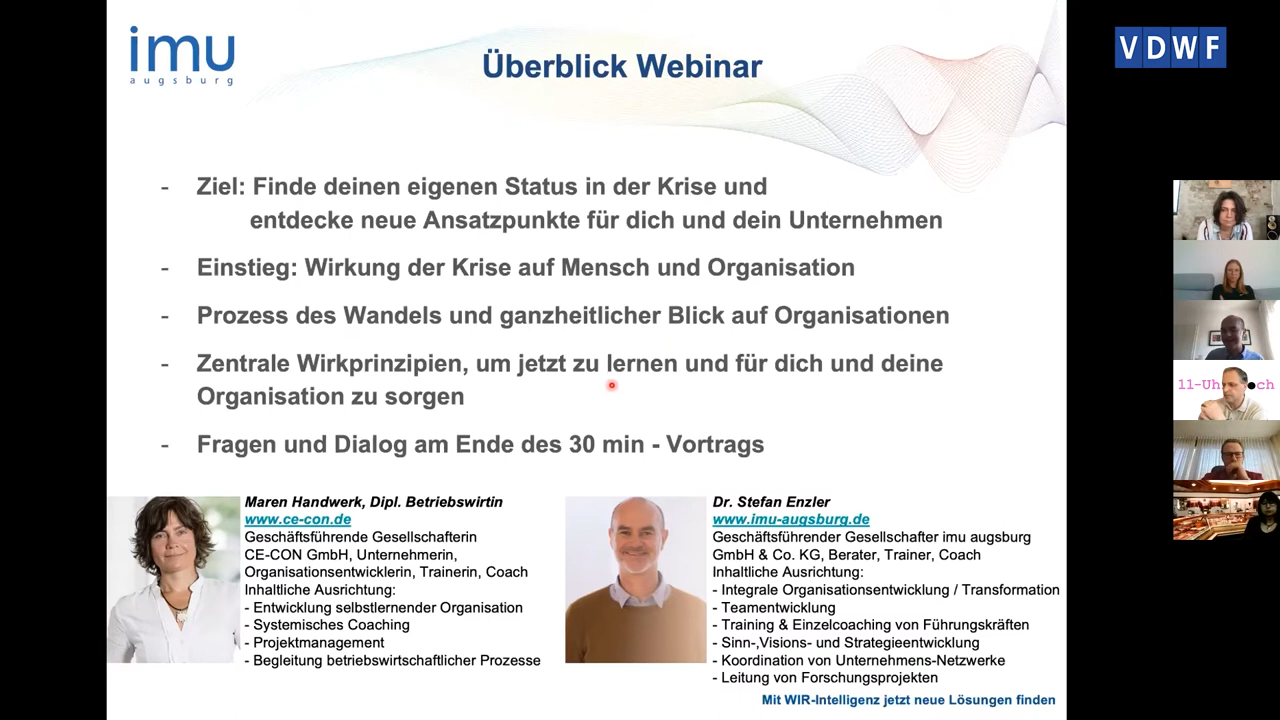 imu
augsburg
Überblick Webinar
VDWF
- Ziel: Finde deinen eigenen Status in der Krise und
entdecke neue Ansatzpunkte für dich und dein Unternehmen
- Einstieg: Wirkung der Krise auf Mensch und Organisation
- Prozess des Wandels und ganzheitlicher Blick auf Organisationen
- Zentrale Wirkprinzipien, um jetzt zu lernen und für dich und deine
Organisation zu sorgen
- Fragen und Dialog am Ende des 30 min - Vortrags
Maren Handwerk, Dipl. Betriebswirtin
www.ce-con.de
Geschäftsführende Gesellschafterin
CE-CON GmbH, Unternehmerin,
Organisationsentwicklerin, Trainerin, Coach
Inhaltliche Ausrichtung:
- Entwicklung selbstlernender Organisation
- Systemisches Coaching
- Projektmanagement
- Begleitung betriebswirtschaftlicher Prozesse
Dr. Stefan Enzler
www.imu-augsburg.de
Geschäftsführender Gesellschafter imu augsburg
GmbH & Co. KG, Berater, Trainer, Coach
Inhaltliche Ausrichtung:
- Integrale Organisationsentwicklung / Transformation
- Teamentwicklung
- Training & Einzelcoaching von Führungskräften
- Sinn-,Visions- und Strategieentwicklung
- Koordination von Unternehmens-Netzwerke
- Leitung von Forschungsprojekten
Mit WIR-Intelligenz jetzt neue Lösungen finden